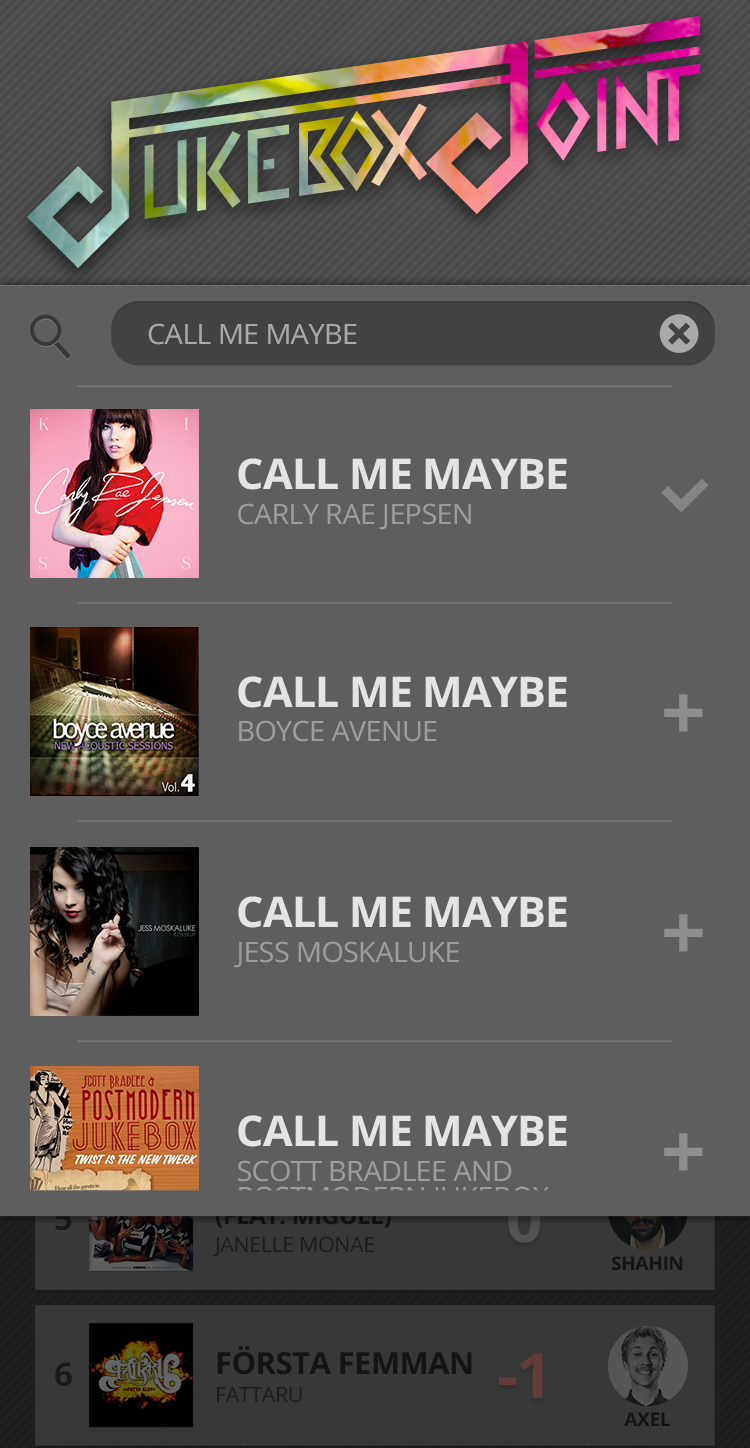 JUKEBOX JOINT
CALL ME MAYBE
K I
Carly Rae Jepsen
S S
CALL ME MAYBE
CARLY RAE JEPSEN
boyce avenue
NEW ACOUSTIC SESSIONS
Vol. 4
CALL ME MAYBE
BOYCE AVENUE
JESS MOSKALUKE
COVER UP
CALL ME MAYBE
JESS MOSKALUKE
SCOTT BRADLEE &
POSTMODERN
JUKEBOX
TWIST IS THE NEW TWERK
CALL ME MAYBE
SCOTT BRADLEE AND
POSTMODERN JUKEBOX
5
(FEAT. MIGUEL)
JANELLE MONAE
0
SHAHIN
6
FÖRSTA FEMMAN
FATTARU
-1
AXEL